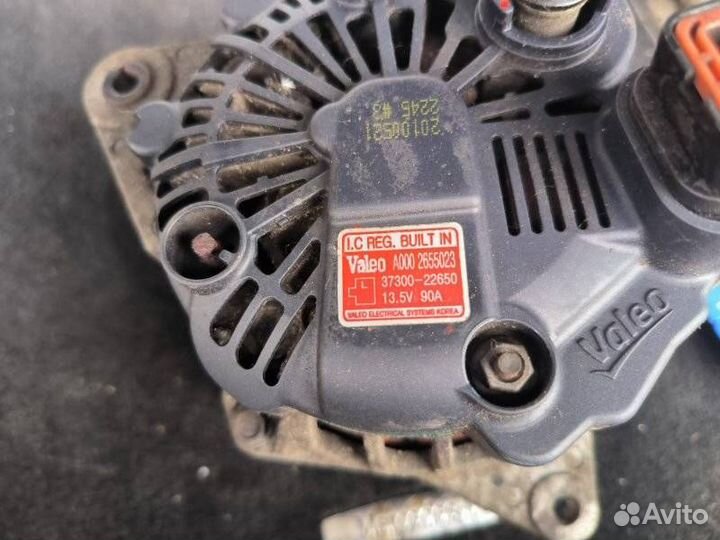 20100521
2245 #3
I.C REG. BUILT IN
Valeo A000 2655023
37300-22650
13.5V 90A
VALEO ELECTRICAL SYSTEMS KOREA
Valeo
Avito